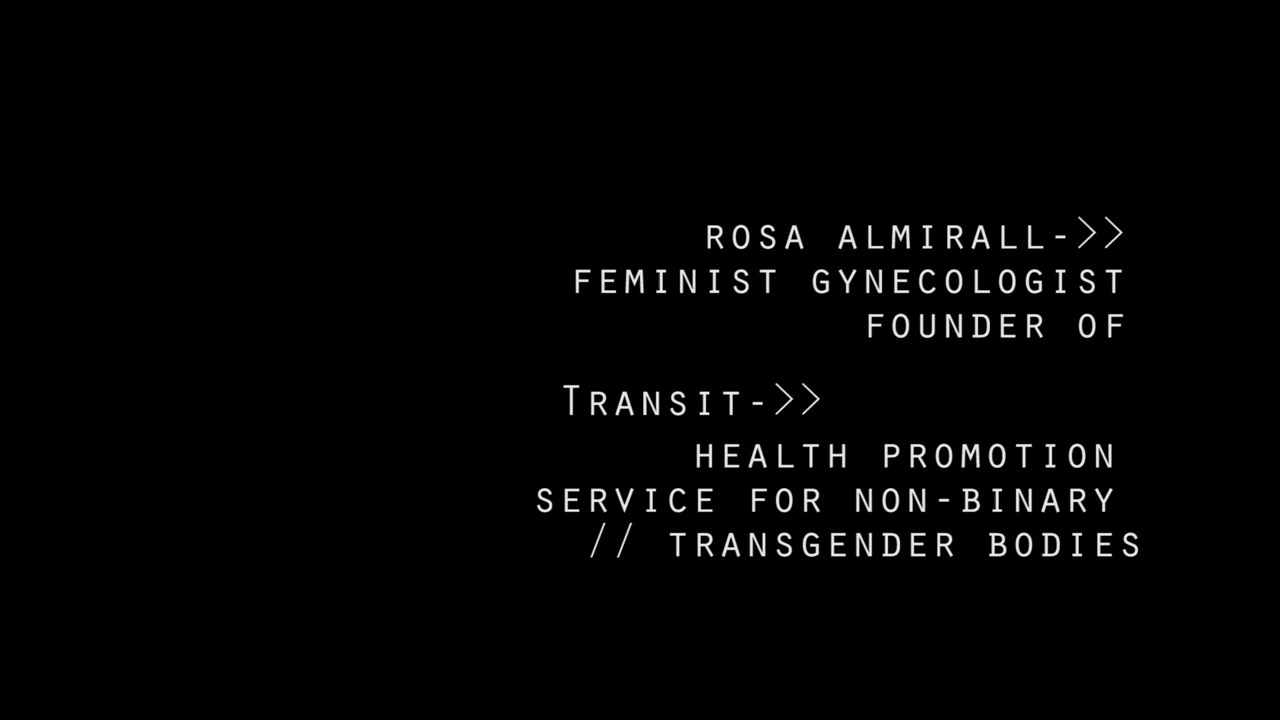 ROSA ALMIRALL->>
FEMINIST GYNECOLOGIST
FOUNDER OF
TRANSIT->>
HEALTH PROMOTION
SERVICE FOR NON-BINARY
// TRANSGENDER BODIES